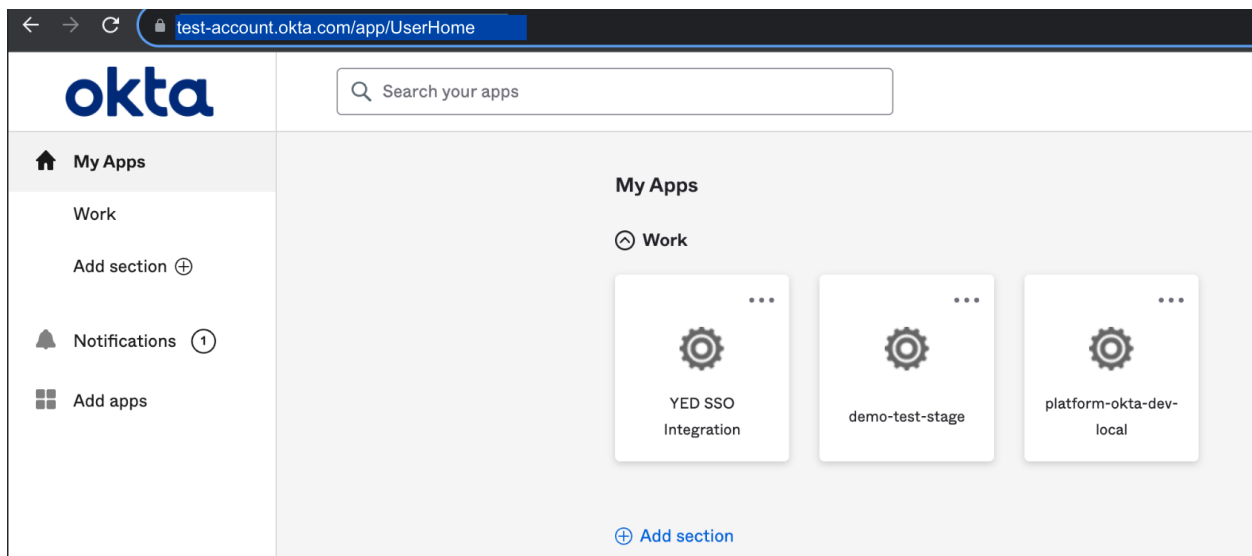 test-account.okta.com/app/UserHome
okta
Search your apps
My Apps
Work
Add section
Notifications 1
Add apps
My Apps
Work
YED SSO
Integration
demo-test-stage
platform-okta-dev-
local
Add section